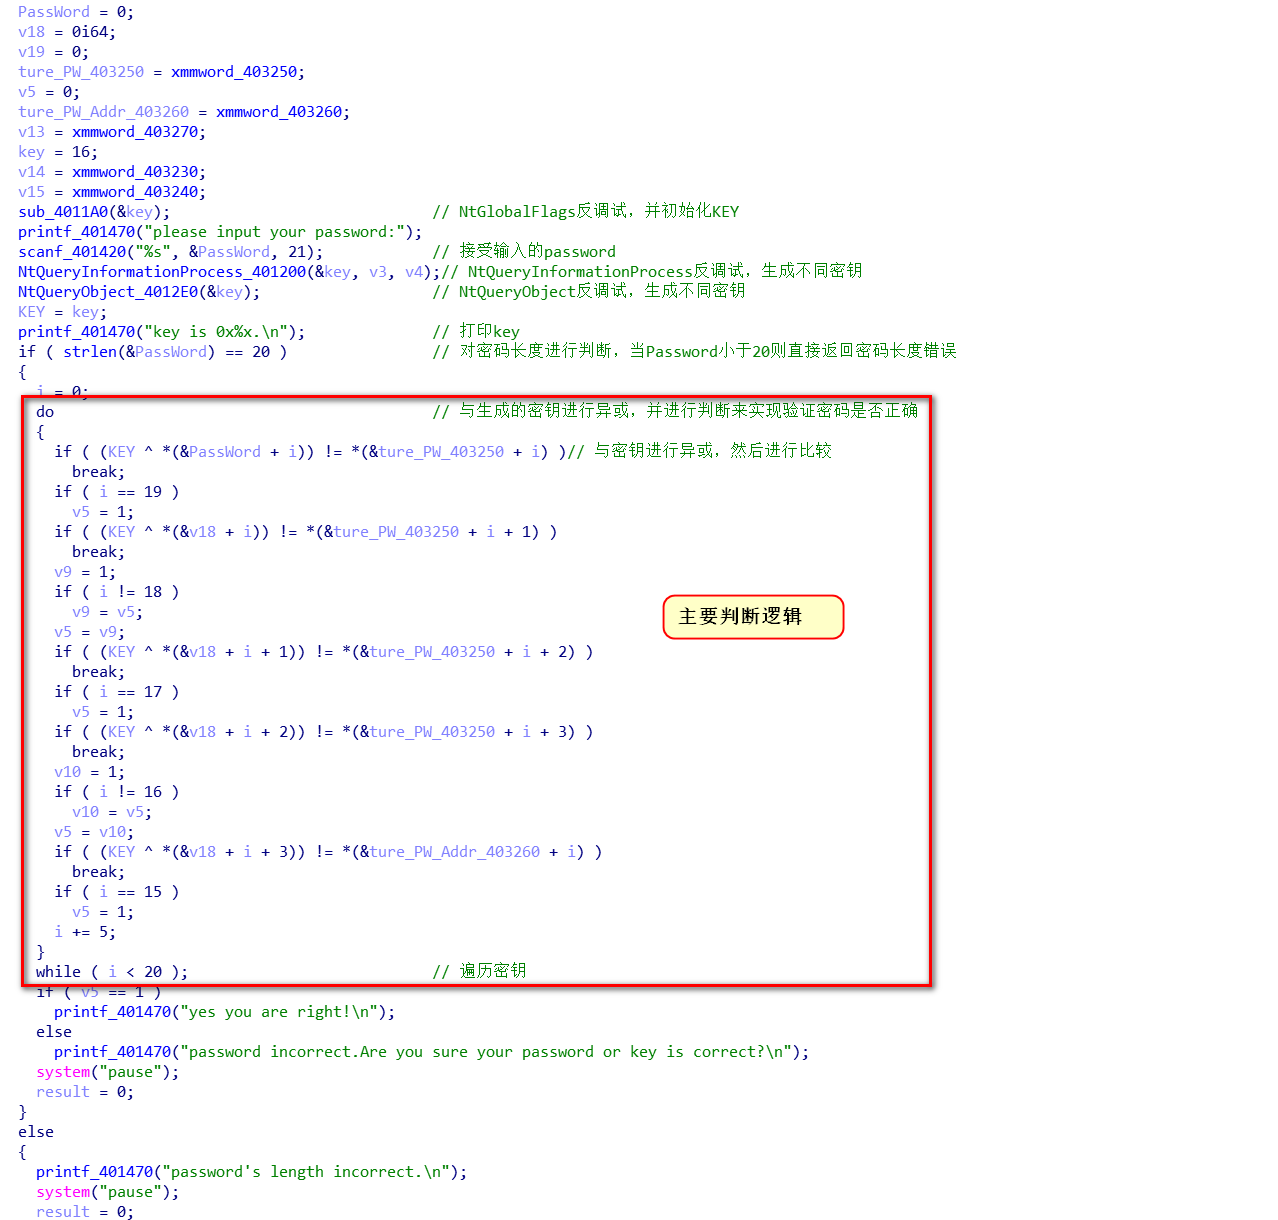 PassWord = 0;
v18 = 0i64;
v19 = 0;
ture_PW_403250 = xmmword_403250;
v5 = 0;
ture_PW_Addr_403260 = xmmword_403260;
v13 = xmmword_403270;
key = 16;
v14 = xmmword_403230;
v15 = xmmword_403240;
sub_4011A0(&key); // NtGlobalFlags反调试，并初始化KEY
printf_401470("please input your password:");
scanf_401420("%s", &PassWord, 21); // 接受输入的password
NtQueryInformationProcess_401200(&key, v3, v4);// NtQueryInformationProcess反调试，生成不同密钥
NtQueryObject_4012E0(&key); // NtQueryObject反调试，生成不同密钥
KEY = key;
printf_401470("key is 0x%x.\n"); // 打印key
if ( strlen(&PassWord) == 20 ) // 对密码长度进行判断，当Password小于20则直接返回密码长度错误
{
i = 0;
do // 与生成的密钥进行异或，并进行判断来实现验证密码是否正确
{
if ( (KEY ^ *(&PassWord + i)) != *(&ture_PW_403250 + i) )// 与密钥进行异或，然后进行比较
break;
if ( i == 19 )
v5 = 1;
if ( (KEY ^ *(&v18 + i)) != *(&ture_PW_403250 + i + 1) )
break;
v9 = 1;
if ( i != 18 )
v9 = v5;
v5 = v9;
主要判断逻辑
if ( (KEY ^ *(&v18 + i + 1)) != *(&ture_PW_403250 + i + 2) )
break;
if ( i == 17 )
v5 = 1;
if ( (KEY ^ *(&v18 + i + 2)) != *(&ture_PW_403250 + i + 3) )
break;
v10 = 1;
if ( i != 16 )
v10 = v5;
v5 = v10;
if ( (KEY ^ *(&v18 + i + 3)) != *(&ture_PW_Addr_403260 + i) )
break;
if ( i == 15 )
v5 = 1;
i += 5;
}
while ( i < 20 ); // 遍历密钥
if ( v5 == 1 )
printf_401470("yes you are right!\n");
else
printf_401470("password incorrect.Are you sure your password or key is correct?\n");
system("pause");
result = 0;
}
else
{
printf_401470("password's length incorrect.\n");
system("pause");
result = 0;